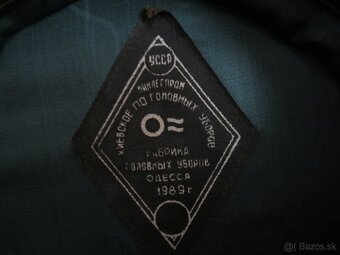 УССР
МИНЛЕГПРОМ
КИЕВСКОЕ ПО ГОЛОВНЫХ УБОРОВ
ФАБРИКА
ГОЛОВНЫХ УБОРОВ
ОДЕССА
1989 г
© Bazos.sk